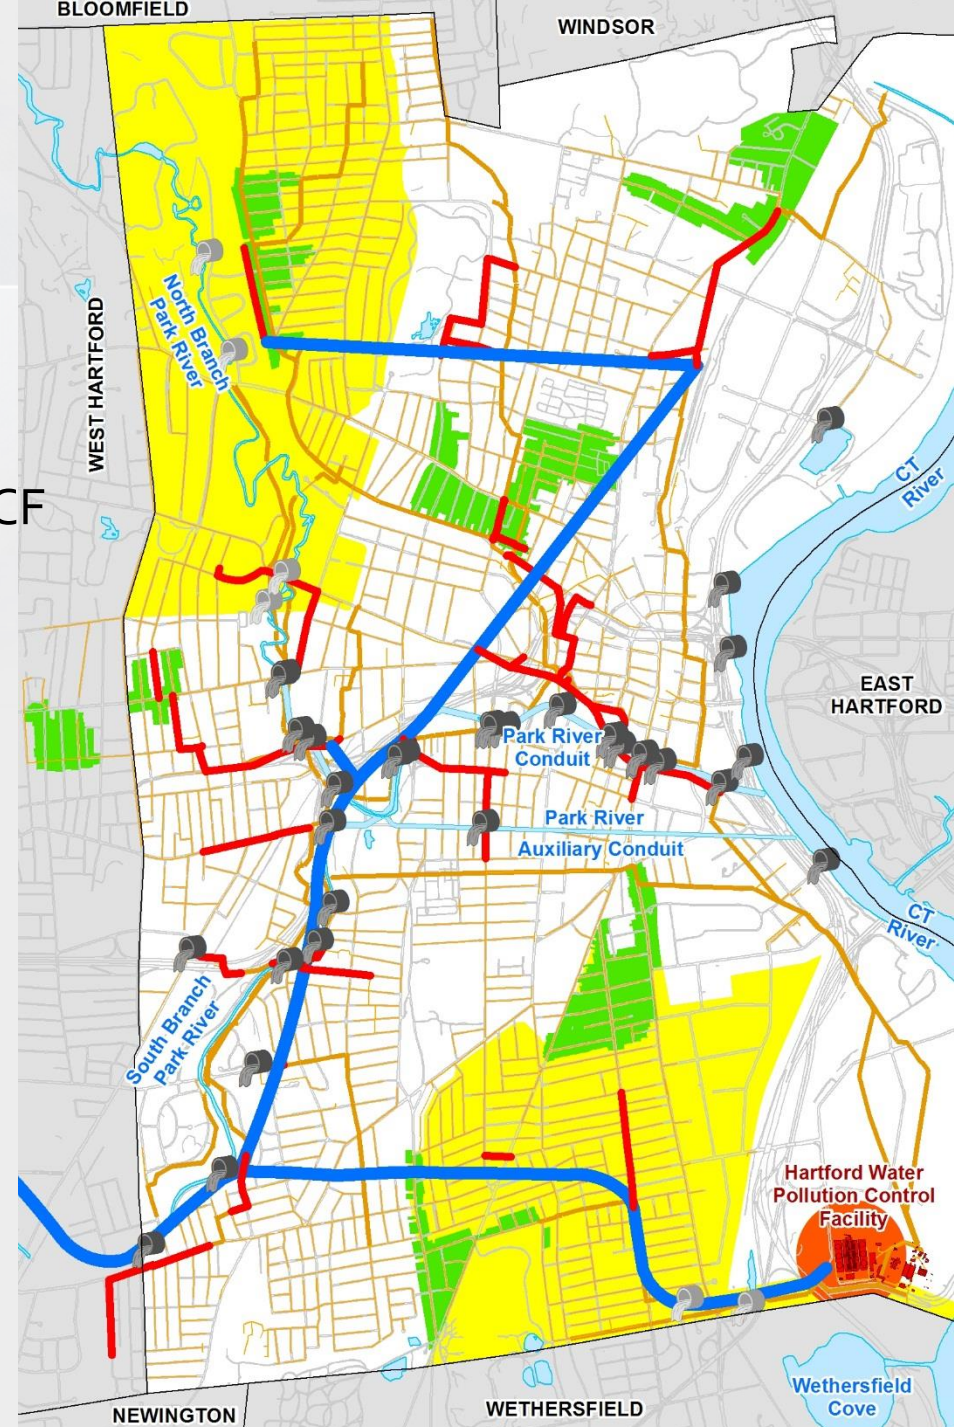 BLOOMFIELD
WINDSOR
North Branch
Park River
WEST HARTFORD
CF
CT
River
EAST
HARTFORD
Park River
Conduit
Park River
Auxiliary Conduit
CT
River
South Branch
Park River
Hartford Water
Pollution Control
Facility
Wethersfield
Cove
WETHERSFIELD
NEWINGTON